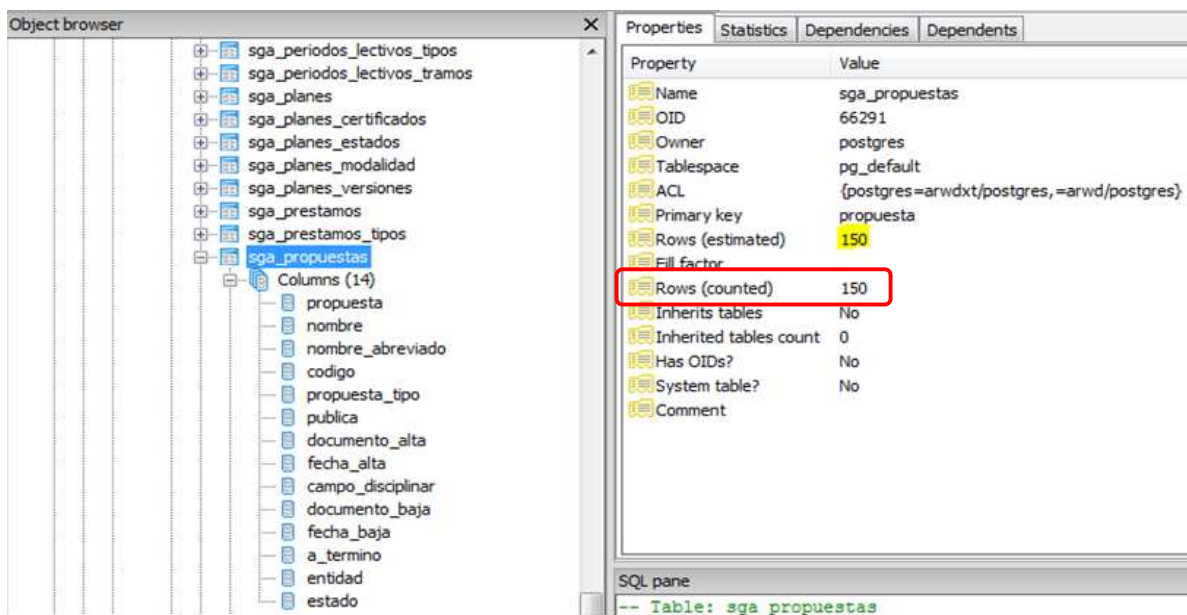 Object browser
sga_periodos_lectivos_tipos
sga_periodos_lectivos_tramos
sga_planes
sga_planes_certificados
sga_planes_estados
sga_planes_modalidad
sga_planes_versiones
sga_prestamos
sga_prestamos_tipos
sga_propuestas
Columns (14)
propuesta
nombre
nombre_abreviado
codigo
propuesta_tipo
publica
documento_alta
fecha_alta
campo_disciplinar
documento_baja
fecha_baja
a_termino
entidad
estado
Properties Statistics Dependencies Dependents
Property Value
Name sga_propuestas
OID 66291
Owner postgres
Tablespace pg_default
ACL {postgres=arwdxt/postgres,=arwd/postgres}
Primary key propuesta
Rows (estimated) 150
Fill factor
Rows (counted) 150
Inherits tables No
Inherited tables count 0
Has OIDs? No
System table? No
Comment
SQL pane
-- Table: sga_propuestas